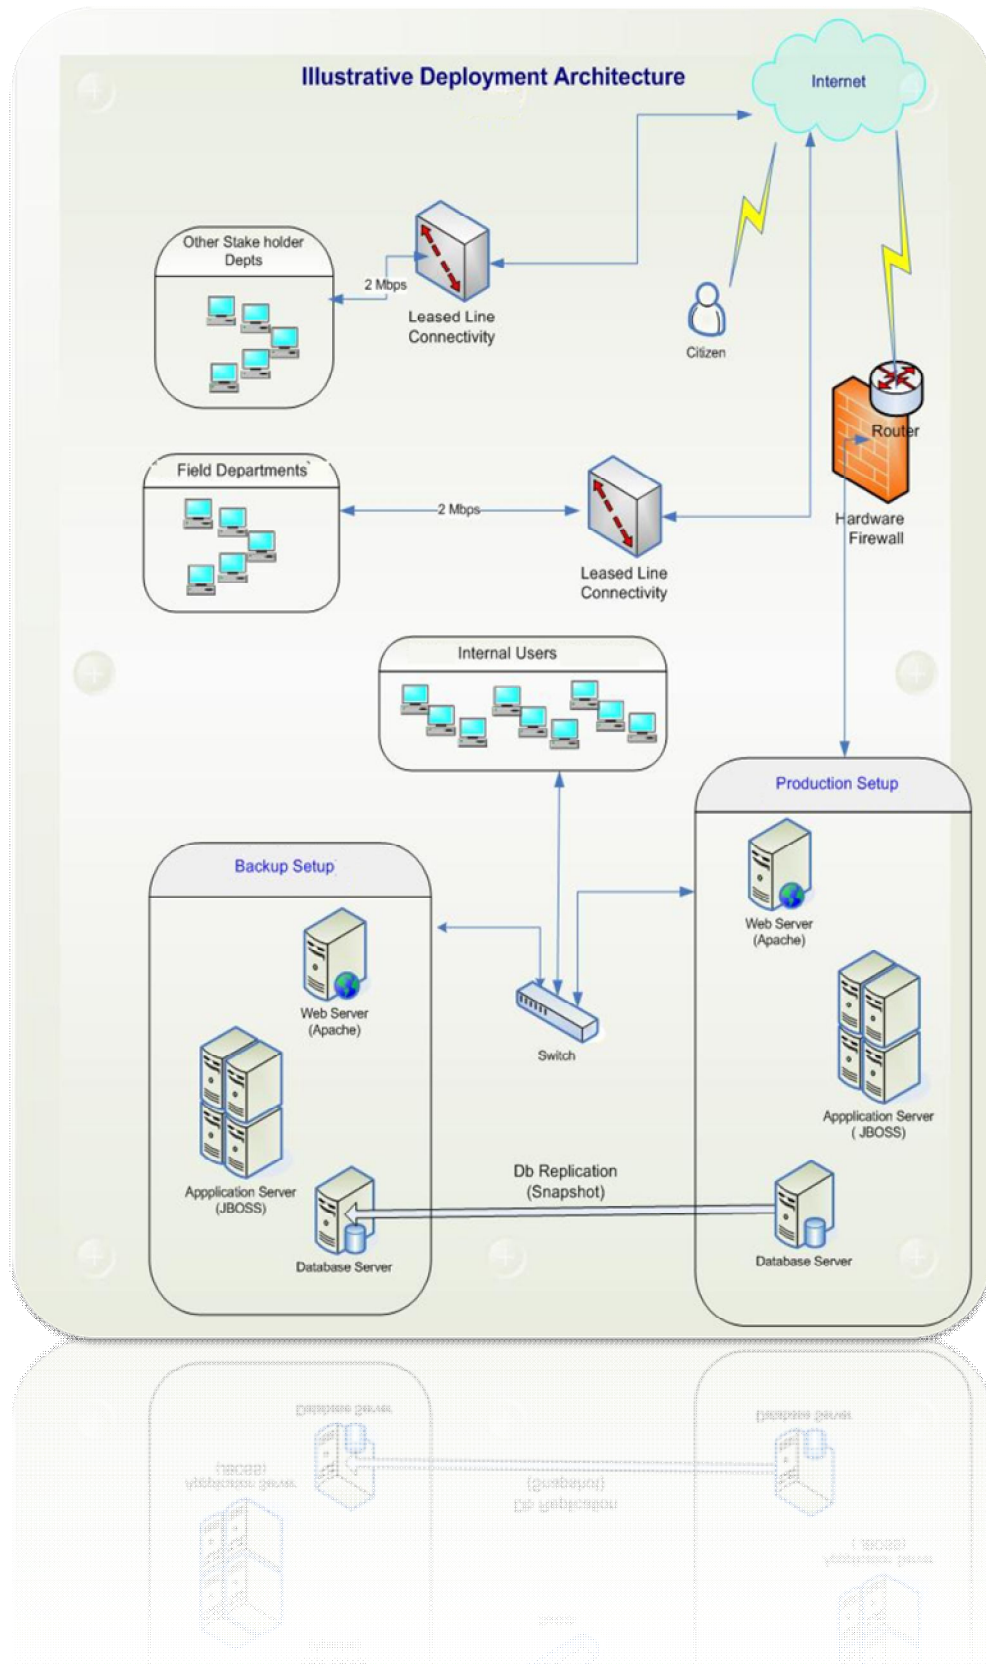 Illustrative Deployment Architecture
Internet
Other Stake holder
Depts
2 Mbps
Leased Line
Connectivity
Citizen
Router
Hardware
Firewall
Field Departments
2 Mbps
Leased Line
Connectivity
Internal Users
Production Setup
Web Server
(Apache)
Appplication Server
( JBOSS)
Database Server
Backup Setup
Web Server
(Apache)
Appplication Server
(JBOSS)
Database Server
Switch
Db Replication
(Snapshot)